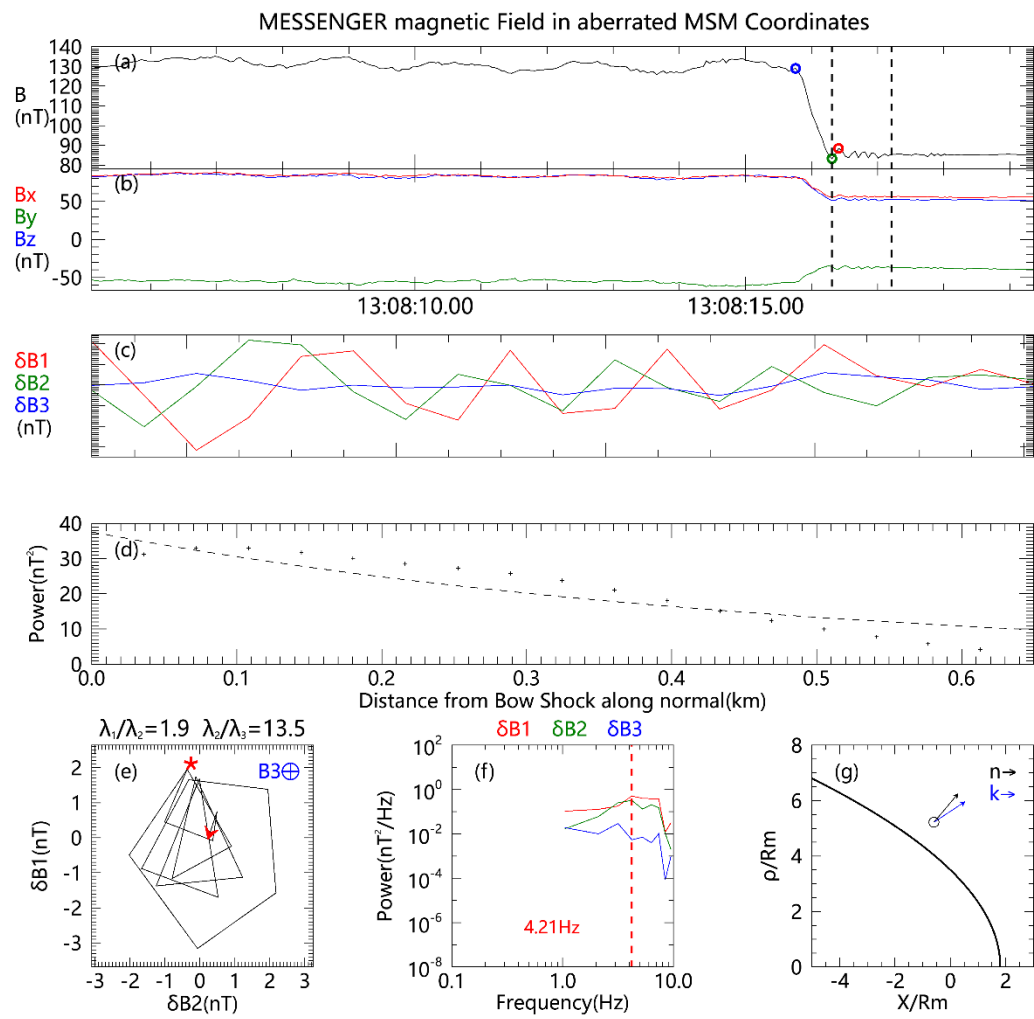 MESSENGER magnetic Field in aberrated MSM Coordinates
(a)
B
(nT)
140
130
120
110
100
90
80
(b)
Bx
By
Bz
(nT)
50
0
-50
13:08:10.00
13:08:15.00
(c)
δB1
δB2
δB3
(nT)
(d)
Power(nT²)
40
30
20
10
0
0.0
0.1
0.2
0.3
0.4
0.5
0.6
Distance from Bow Shock along normal(km)
λ₁/λ₂=1.9 λ₂/λ₃=13.5
(e)
B3⊕
δB1(nT)
2
1
0
-1
-2
-3
-3 -2 -1 0 1 2 3
δB2(nT)
δB1 δB2 δB3
(f)
Power(nT²/Hz)
10²
10⁰
10⁻²
10⁻⁴
10⁻⁶
10⁻⁸
4.21Hz
0.1 1.0 10.0
Frequency(Hz)
(g)
n→
k→
ρ/Rm
8
6
4
2
0
-4 -2 0 2
X/Rm